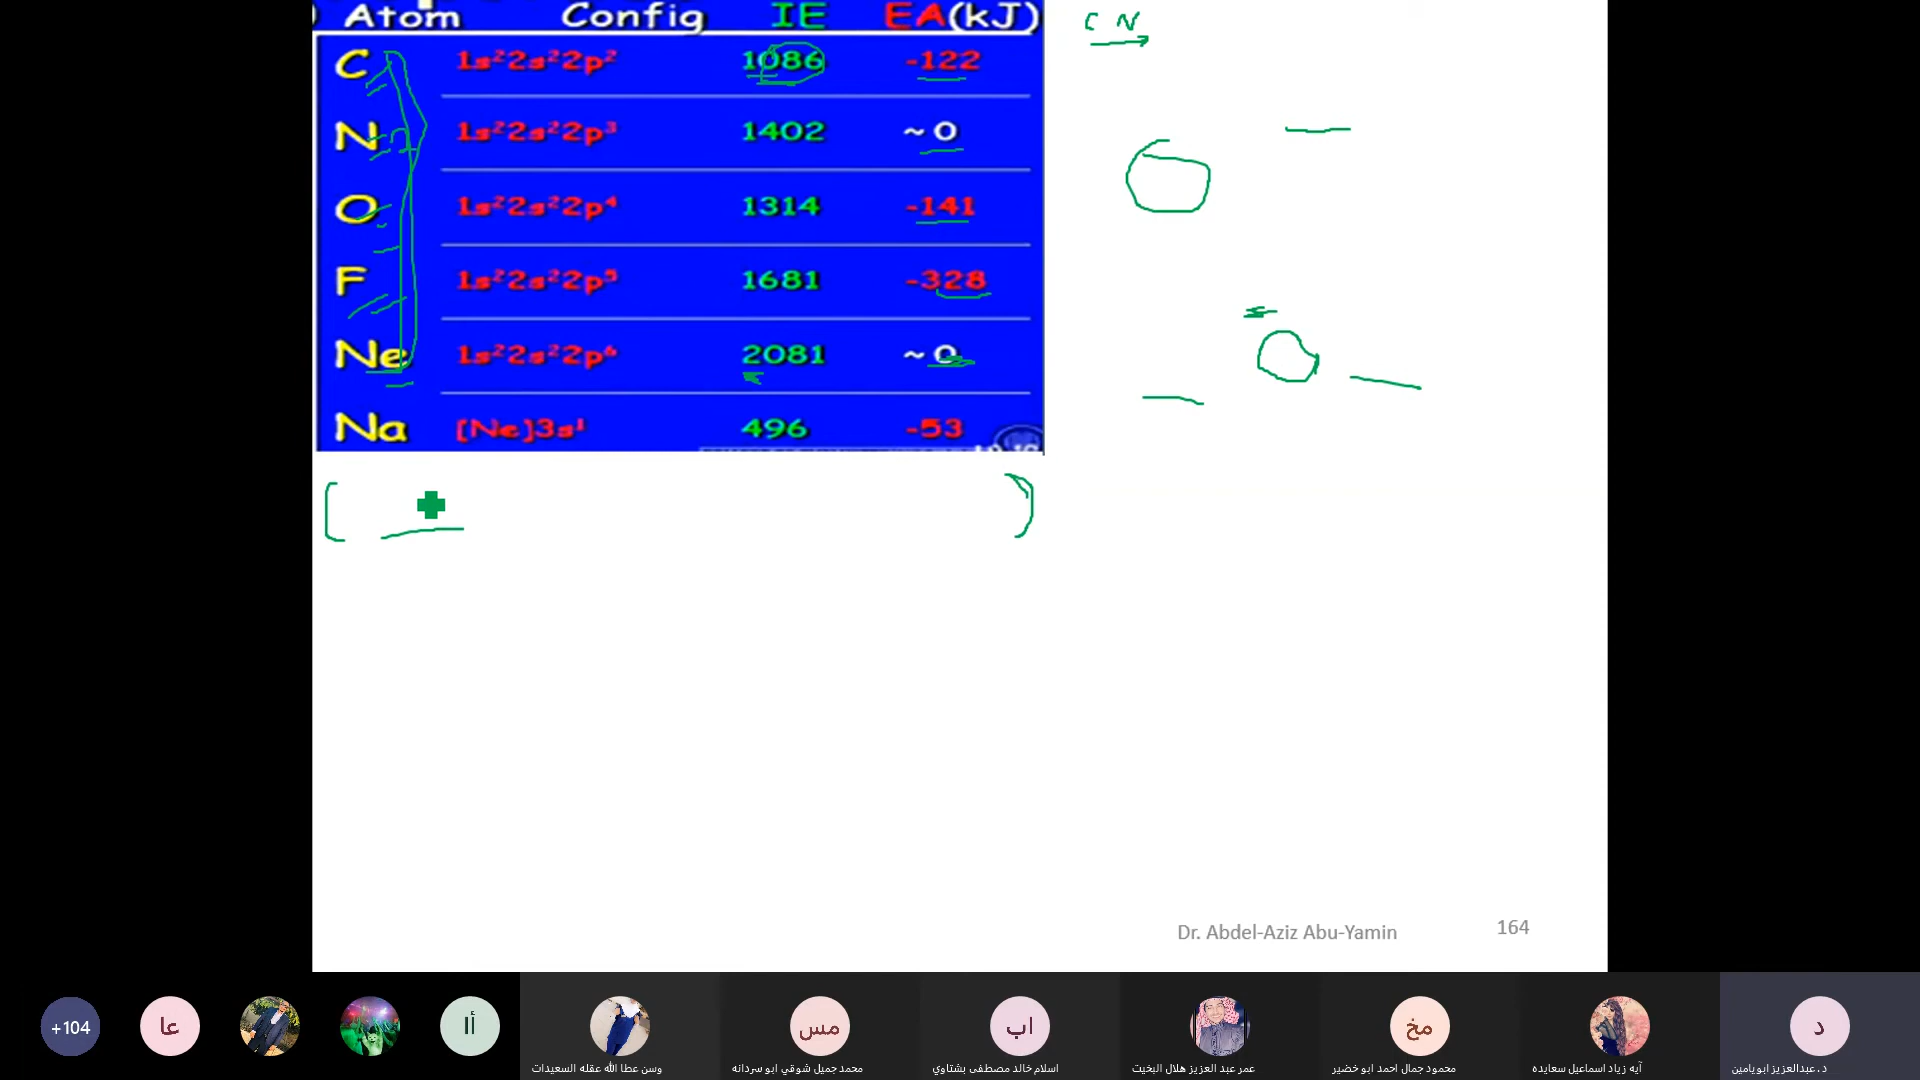 Atom Config IE EA(kJ)
C 1s²2s²2p² 1086 -122
N 1s²2s²2p³ 1402 ~0
O 1s²2s²2p⁴ 1314 -141
F 1s²2s²2p⁵ 1681 -328
Ne 1s²2s²2p⁶ 2081 ~0
Na [Ne]3s¹ 496 -53
C N
Dr. Abdel-Aziz Abu-Yamin 164
+104
عا
أأ
مس
اب
مخ
د
وسن عطا الله عقله السعيدات
محمد جميل شوقي ابو سردانه
اسلام خالد مصطفى بشتاوي
عمر عبد العزيز هلال البخيت
محمود جمال احمد ابو خضير
آيه زياد اسماعيل سعايده
د.عبدالعزيز ابويامين